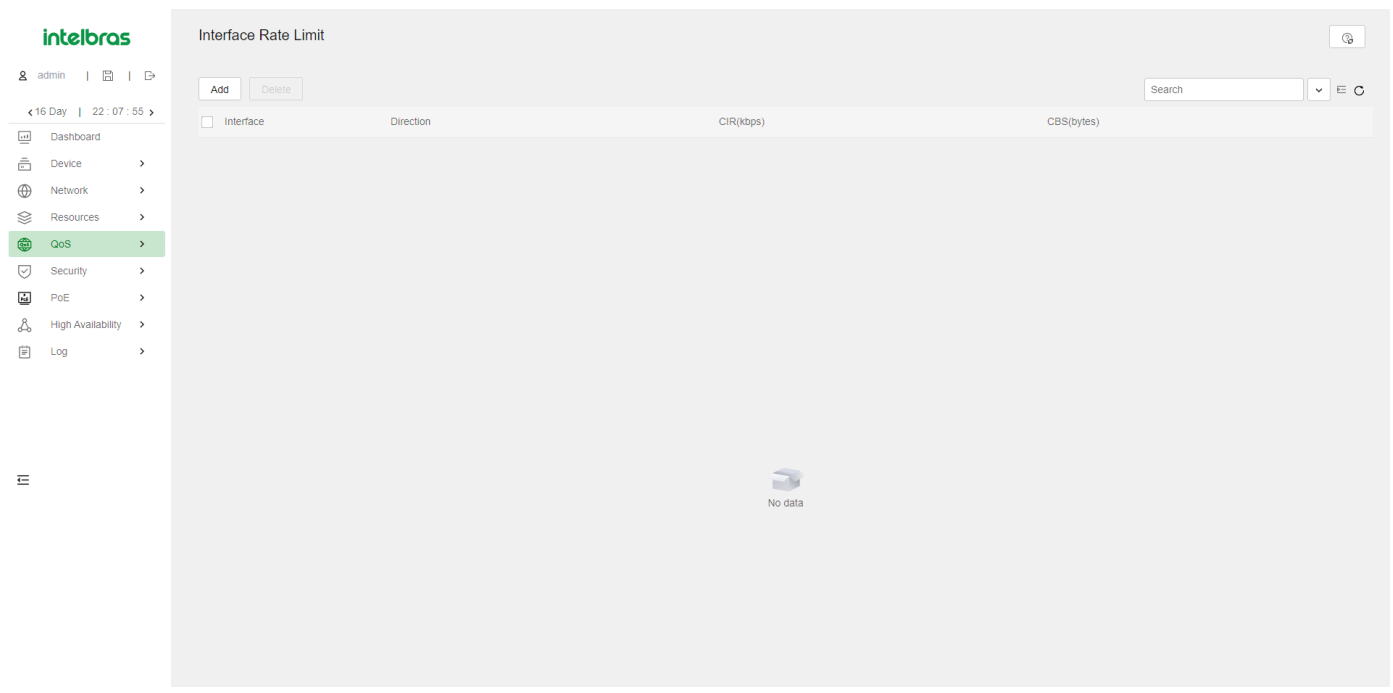 intelbras
Interface Rate Limit
admin | |
16 Day | 22 : 07 : 55
Add Delete Search
Interface Direction CIR(kbps) CBS(bytes)
Dashboard
Device
Network
Resources
QoS
Security
PoE
High Availability
Log
No data